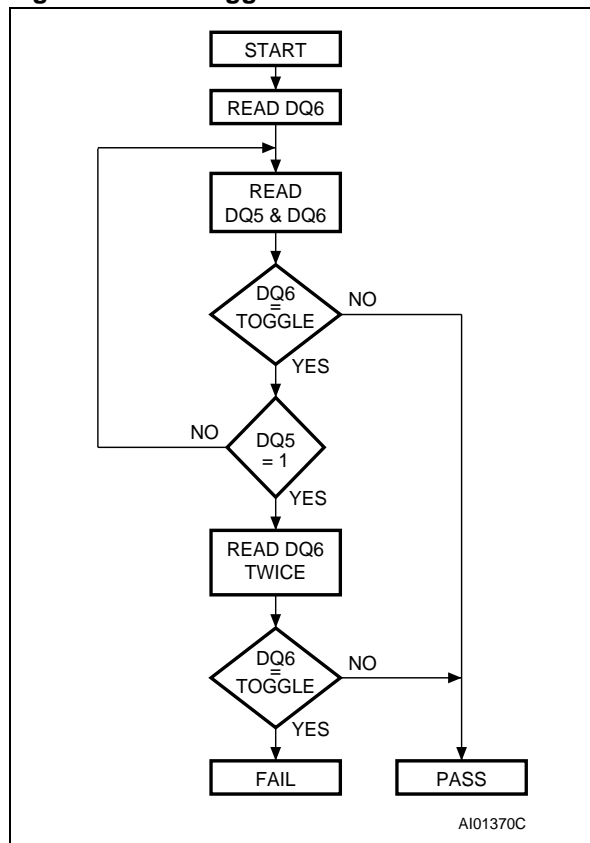 START
READ DQ6
READ
DQ5 & DQ6
DQ6
=
TOGGLE
NO
YES
NO
DQ5
= 1
YES
READ DQ6
TWICE
DQ6
=
TOGGLE
NO
YES
FAIL
PASS
AI01370C